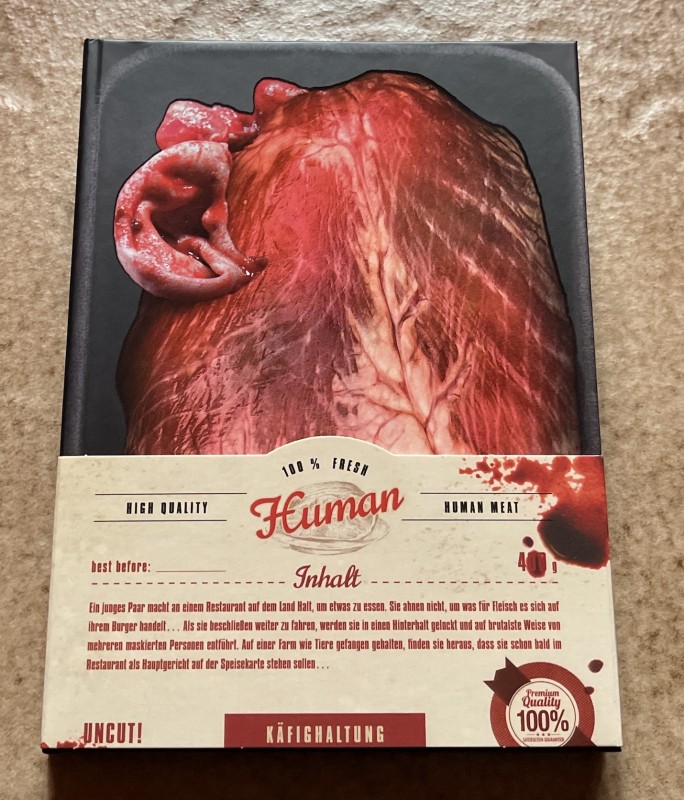 100 % FRESH
HIGH QUALITY
Human
HUMAN MEAT
best before:
Inhalt
g
Ein junges Paar macht an einem Restaurant auf dem Land Halt, um etwas zu essen. Sie ahnen nicht, um was für Fleisch es sich auf
ihrem Burger handelt... Als sie beschließen weiter zu fahren, werden sie in einen Hinterhalt gelockt und auf brutalste Weise von
mehreren maskierten Personen entführt. Auf einer Farm wie Tiere gefangen gehalten, finden sie heraus, dass sie schon bald im
Restaurant als Hauptgericht auf der Speisekarte stehen sollen...
Premium
Quality
100%
SATISFACTION GUARANTEED
UNCUT!
KÄFIGHALTUNG